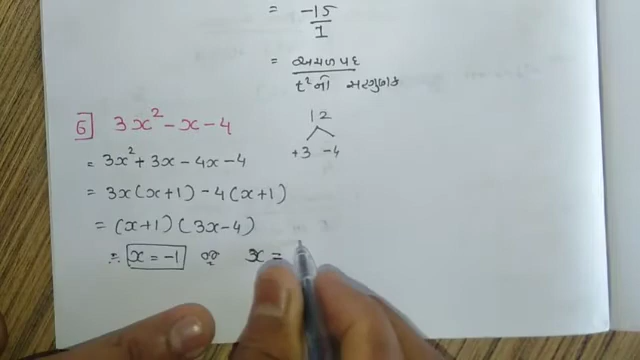 = -15/1
= અચળપદ / t²નો સહગુણક
6 3x² - x - 4
12
+3 -4
= 3x² + 3x - 4x - 4
= 3x(x+1) - 4(x+1)
= (x+1)(3x-4)
∴ x = -1 અથવા 3x =